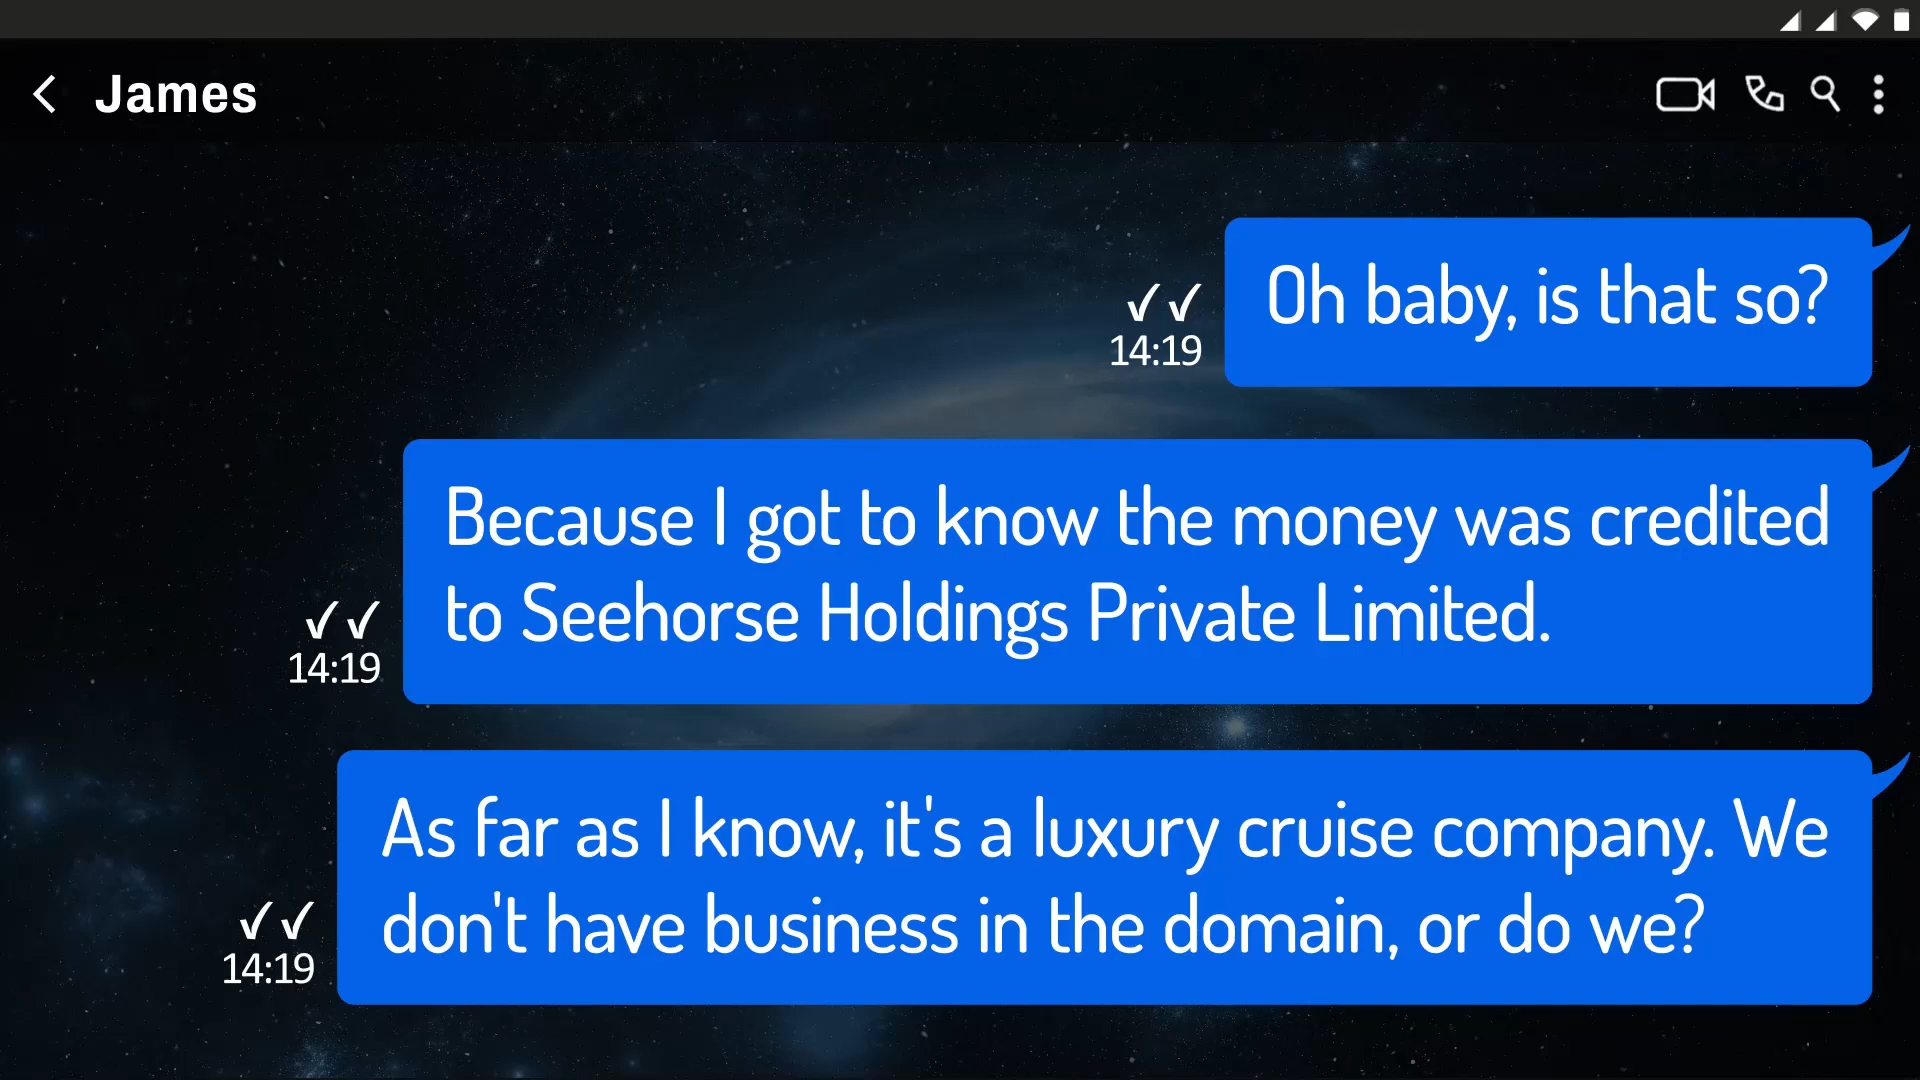 James
Oh baby, is that so?
14:19
Because I got to know the money was credited
to Seehorse Holdings Private Limited.
14:19
As far as I know, it's a luxury cruise company. We
don't have business in the domain, or do we?
14:19